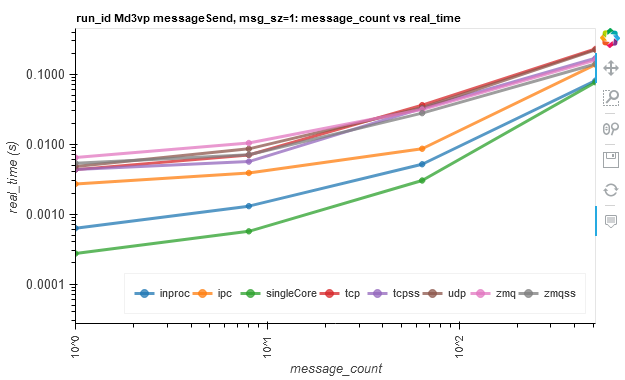 run_id Md3vp messageSend, msg_sz=1: message_count vs real_time
real_time (s)
0.1000
0.0100
0.0010
0.0001
inproc ipc singleCore tcp tcpss udp zmq zmqss
10^0 10^1 10^2
message_count